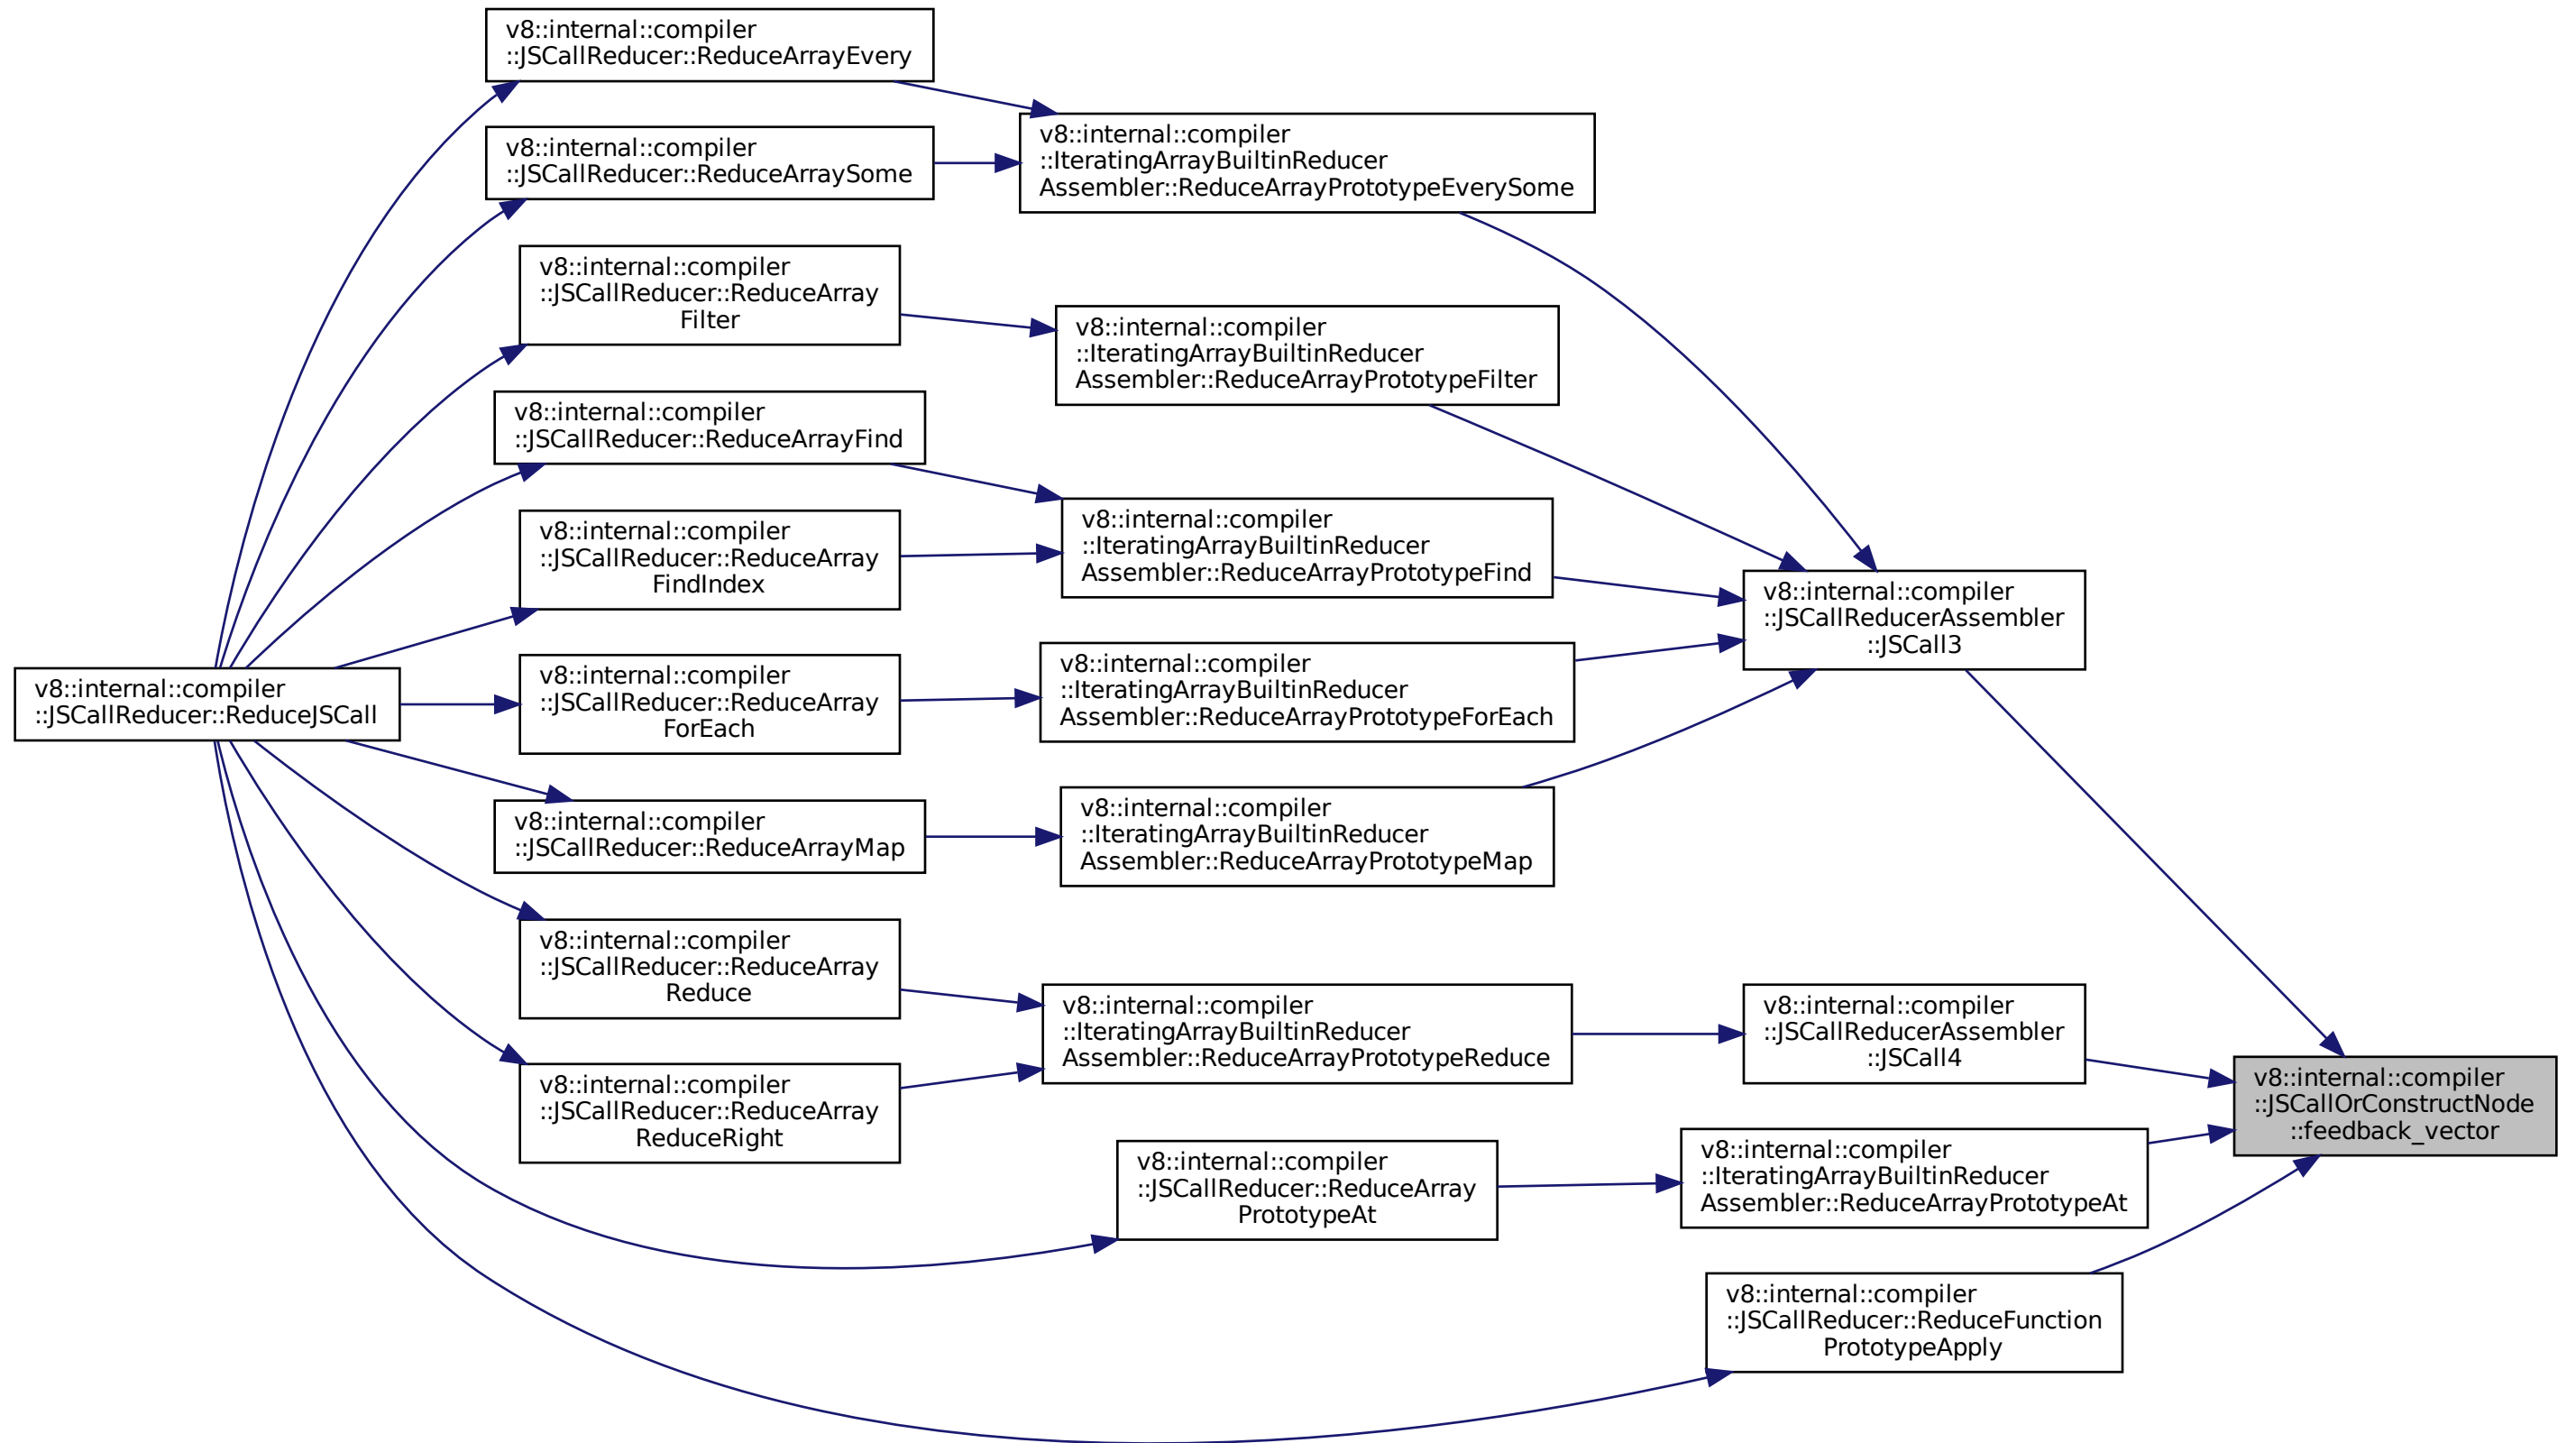 v8::internal::compiler
::JSCallReducer::ReduceArrayEvery
v8::internal::compiler
::JSCallReducer::ReduceArraySome
v8::internal::compiler
::IteratingArrayBuiltinReducer
Assembler::ReduceArrayPrototypeEverySome
v8::internal::compiler
::JSCallReducer::ReduceArray
Filter
v8::internal::compiler
::IteratingArrayBuiltinReducer
Assembler::ReduceArrayPrototypeFilter
v8::internal::compiler
::JSCallReducer::ReduceArrayFind
v8::internal::compiler
::JSCallReducer::ReduceArray
FindIndex
v8::internal::compiler
::IteratingArrayBuiltinReducer
Assembler::ReduceArrayPrototypeFind
v8::internal::compiler
::JSCallReducerAssembler
::JSCall3
v8::internal::compiler
::JSCallReducer::ReduceJSCall
v8::internal::compiler
::JSCallReducer::ReduceArray
ForEach
v8::internal::compiler
::IteratingArrayBuiltinReducer
Assembler::ReduceArrayPrototypeForEach
v8::internal::compiler
::JSCallReducer::ReduceArrayMap
v8::internal::compiler
::IteratingArrayBuiltinReducer
Assembler::ReduceArrayPrototypeMap
v8::internal::compiler
::JSCallReducer::ReduceArray
Reduce
v8::internal::compiler
::JSCallReducer::ReduceArray
ReduceRight
v8::internal::compiler
::IteratingArrayBuiltinReducer
Assembler::ReduceArrayPrototypeReduce
v8::internal::compiler
::JSCallReducerAssembler
::JSCall4
v8::internal::compiler
::JSCallOrConstructNode
::feedback_vector
v8::internal::compiler
::JSCallReducer::ReduceArray
PrototypeAt
v8::internal::compiler
::IteratingArrayBuiltinReducer
Assembler::ReduceArrayPrototypeAt
v8::internal::compiler
::JSCallReducer::ReduceFunction
PrototypeApply